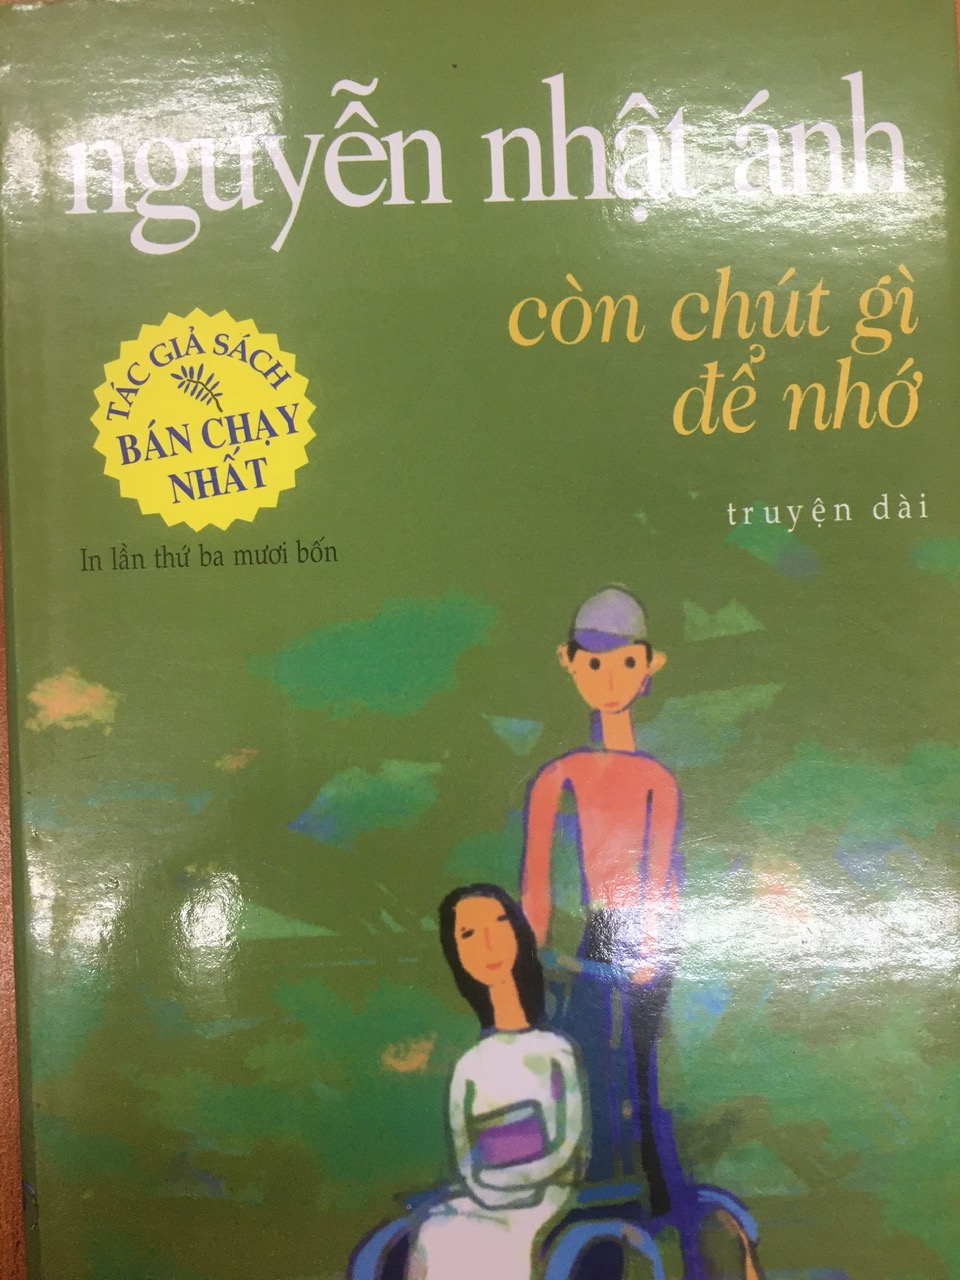 nguyễn nhật ánh
còn chút gì
để nhớ
TÁC GIẢ SÁCH
BÁN CHẠY
NHẤT
truyện dài
In lần thứ ba mươi bốn